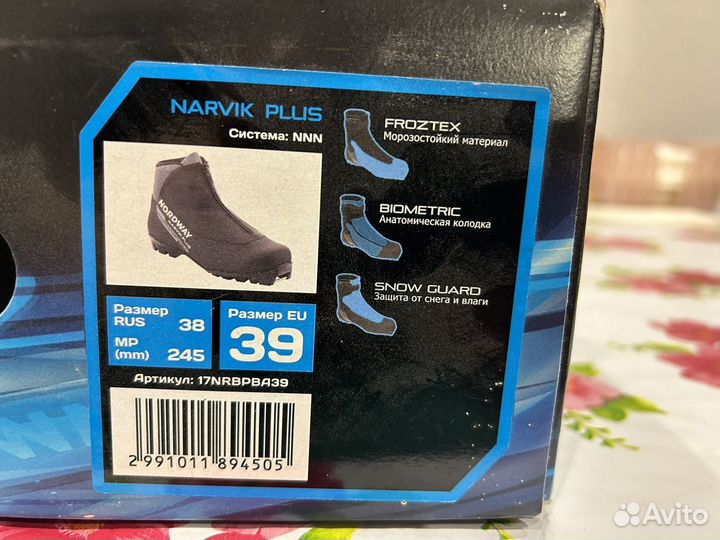 NARVIK PLUS
Система: NNN
NORDWAY
FROZTEX
Морозостойкий материал
BIOMETRIC
Анатомическая колодка
SNOW GUARD
Защита от снега и влаги
Размер RUS 38
MP (mm) 245
Размер EU
39
Артикул: 17NRBPBA39
2 991011 894505
Avito